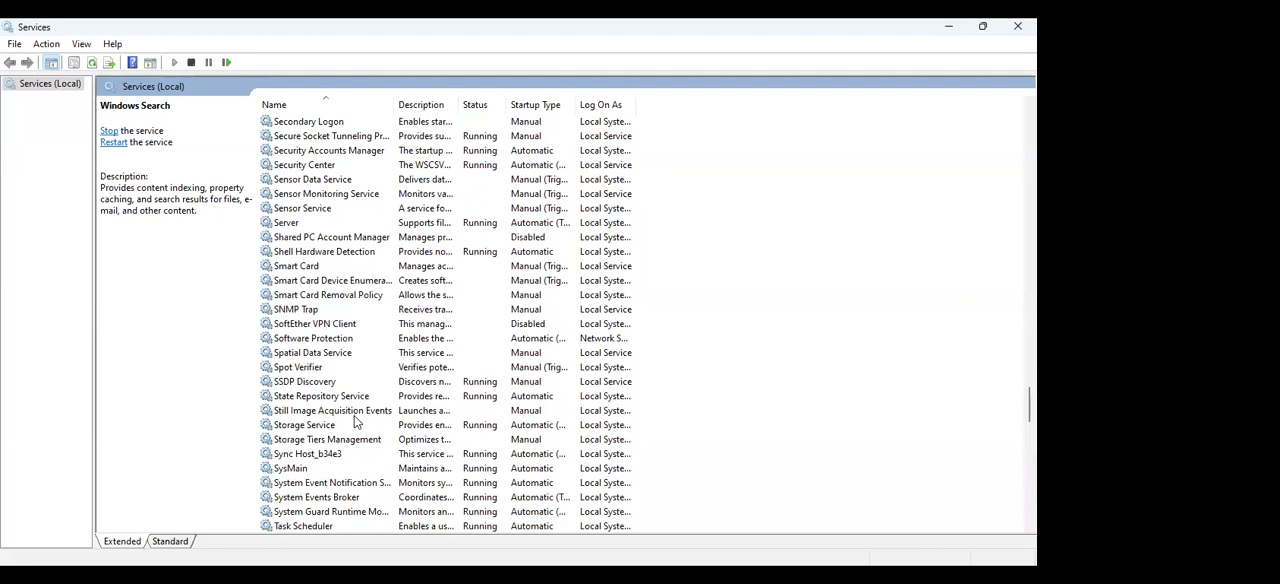 Services
File Action View Help
Services (Local)
Services (Local)
Windows Search
Stop the service
Restart the service
Description:
Provides content indexing, property
caching, and search results for files, e-
mail, and other content.
Name Description Status Startup Type Log On As
Secondary Logon Enables star... Manual Local Syste...
Secure Socket Tunneling Pr... Provides su... Running Manual Local Service
Security Accounts Manager The startup ... Running Automatic Local Syste...
Security Center The WSCSV... Running Automatic (... Local Service
Sensor Data Service Delivers dat... Manual (Trig... Local Syste...
Sensor Monitoring Service Monitors va... Manual (Trig... Local Service
Sensor Service A service fo... Manual (Trig... Local Syste...
Server Supports fil... Running Automatic (T... Local Syste...
Shared PC Account Manager Manages pr... Disabled Local Syste...
Shell Hardware Detection Provides no... Running Automatic Local Syste...
Smart Card Manages ac... Manual (Trig... Local Service
Smart Card Device Enumera... Creates soft... Manual (Trig... Local Syste...
Smart Card Removal Policy Allows the s... Manual Local Syste...
SNMP Trap Receives tra... Manual Local Service
SoftEther VPN Client This manag... Disabled Local Syste...
Software Protection Enables the ... Automatic (... Network S...
Spatial Data Service This service ... Manual Local Service
Spot Verifier Verifies pote... Manual (Trig... Local Syste...
SSDP Discovery Discovers n... Running Manual Local Service
State Repository Service Provides re... Running Automatic Local Syste...
Still Image Acquisition Events Launches a... Manual Local Syste...
Storage Service Provides en... Running Automatic (... Local Syste...
Storage Tiers Management Optimizes t... Manual Local Syste...
Sync Host_b34e3 This service ... Running Automatic (... Local Syste...
SysMain Maintains a... Running Automatic Local Syste...
System Event Notification S... Monitors sy... Running Automatic Local Syste...
System Events Broker Coordinates... Running Automatic (T... Local Syste...
System Guard Runtime Mo... Monitors an... Running Automatic (... Local Syste...
Task Scheduler Enables a us... Running Automatic Local Syste...
Extended Standard